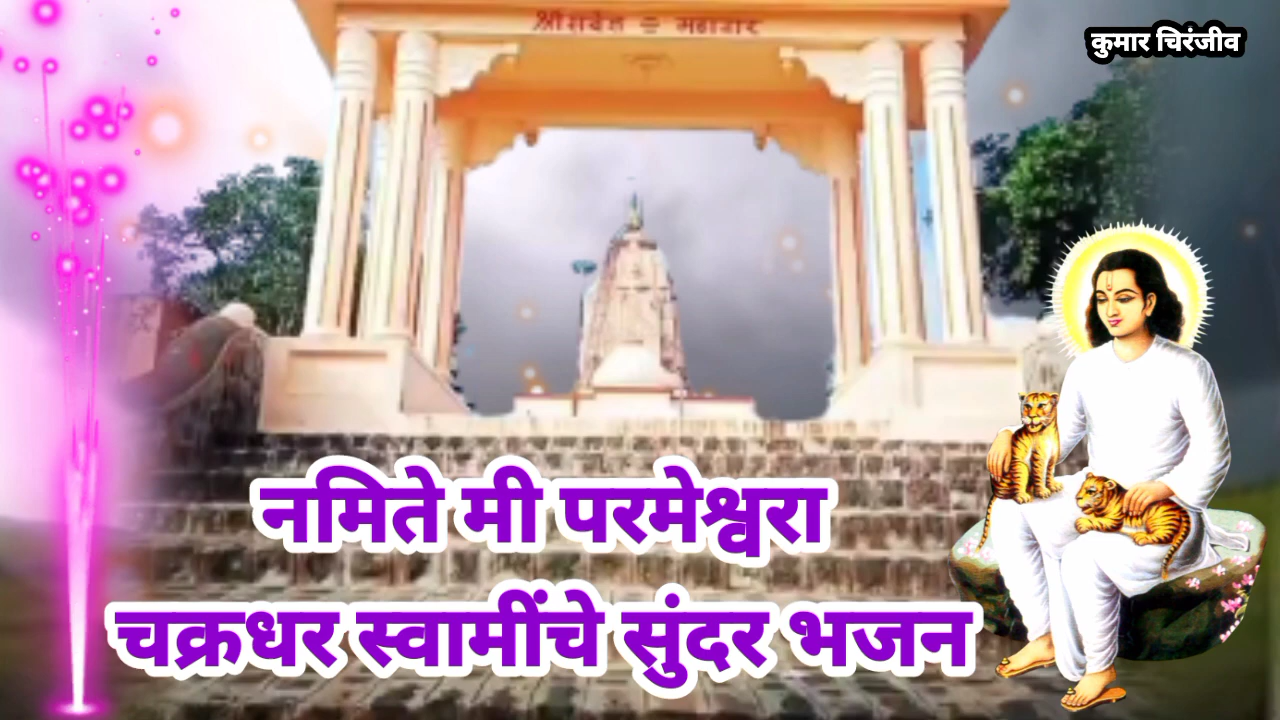 कुमार चिरंजीव
नमिते मी परमेश्वरा
चक्रधर स्वामींचे सुंदर भजन